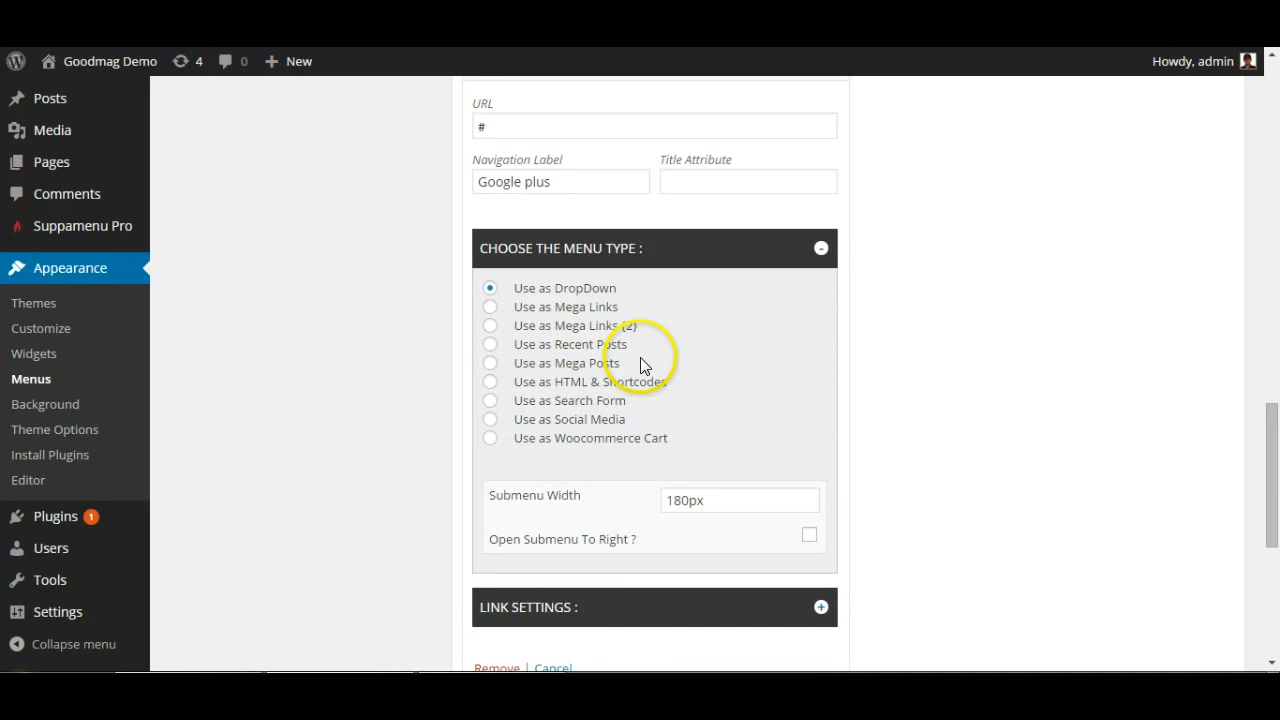 Goodmag Demo 4 0 New Howdy, admin
Posts
Media
Pages
Comments
Suppamenu Pro
Appearance
Themes
Customize
Widgets
Menus
Background
Theme Options
Install Plugins
Editor
Plugins 1
Users
Tools
Settings
Collapse menu
URL
#
Navigation Label Title Attribute
Google plus
CHOOSE THE MENU TYPE :
Use as DropDown
Use as Mega Links
Use as Mega Links {2}
Use as Recent Posts
Use as Mega Posts
Use as HTML & Shortcodes
Use as Search Form
Use as Social Media
Use as Woocommerce Cart
Submenu Width 180px
Open Submenu To Right ?
LINK SETTINGS :
Remove | Cancel